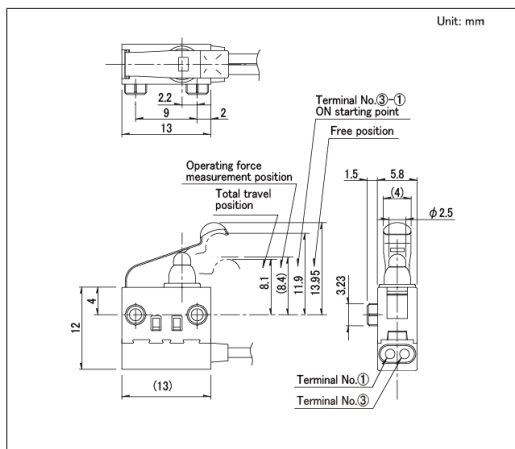 Unit: mm
2.2
9
2
13
Terminal No.③-①
ON starting point
Free position
Operating force
measurement position
Total travel
position
1.5
5.8
(4)
φ2.5
8.1
(8.4)
11.9
13.95
3.23
4
12
(13)
Terminal No.①
Terminal No.③